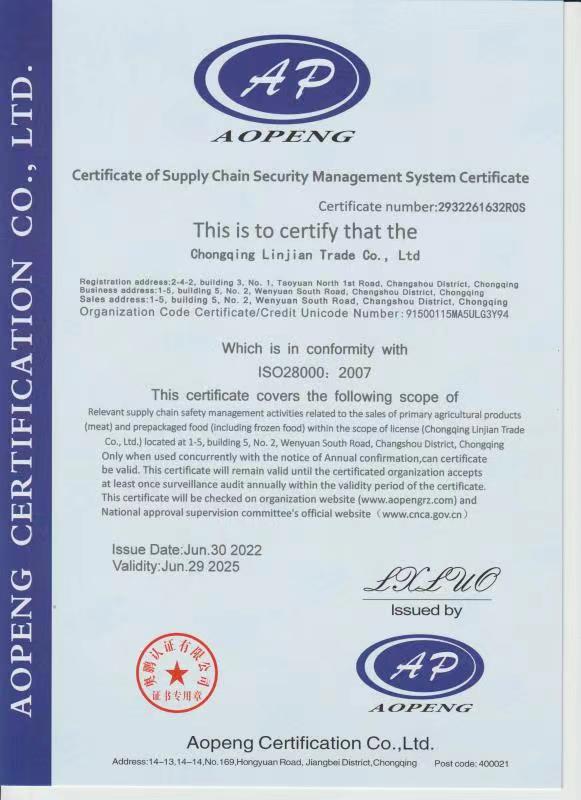 AOPENG CERTIFICATION CO., LTD.
AP
AOPENG
Certificate of Supply Chain Security Management System Certificate
Certificate number:2932261632R0S
This is to certify that the
Chongqing Linjian Trade Co., Ltd
Registration address:2-4-2, building 3, No. 1, Taoyuan North 1st Road, Changshou District, Chongqing
Business address:1-5, building 5, No. 2, Wenyuan South Road, Changshou District, Chongqing
Sales address:1-5, building 5, No. 2, Wenyuan South Road, Changshou District, Chongqing
Organization Code Certificate/Credit Unicode Number:91500115MA5ULG3Y94
Which is in conformity with
ISO28000: 2007
This certificate covers the following scope of
Relevant supply chain safety management activities related to the sales of primary agricultural products
(meat) and prepackaged food (including frozen food) within the scope of license (Chongqing Linjian Trade
Co., Ltd.) located at 1-5, building 5, No. 2, Wenyuan South Road, Changshou District, Chongqing
Only when used concurrently with the notice of Annual confirmation,can certificate
be valid. This certificate will remain valid until the certificated organization accepts
at least once surveillance audit annually within the validity period of the certificate.
This certificate will be checked on organization website (www.aopengrz.com) and
National approval supervision committee's official website（www.cnca.gov.cn）
Issue Date:Jun.30 2022
Validity:Jun.29 2025
LXLUO
Issued by
奥鹏认证有限公司
证书专用章
AP
AOPENG
Aopeng Certification Co.,Ltd.
Address:14-13,14-14,No.169,Hongyuan Road, Jiangbei District,Chongqing Post code: 400021